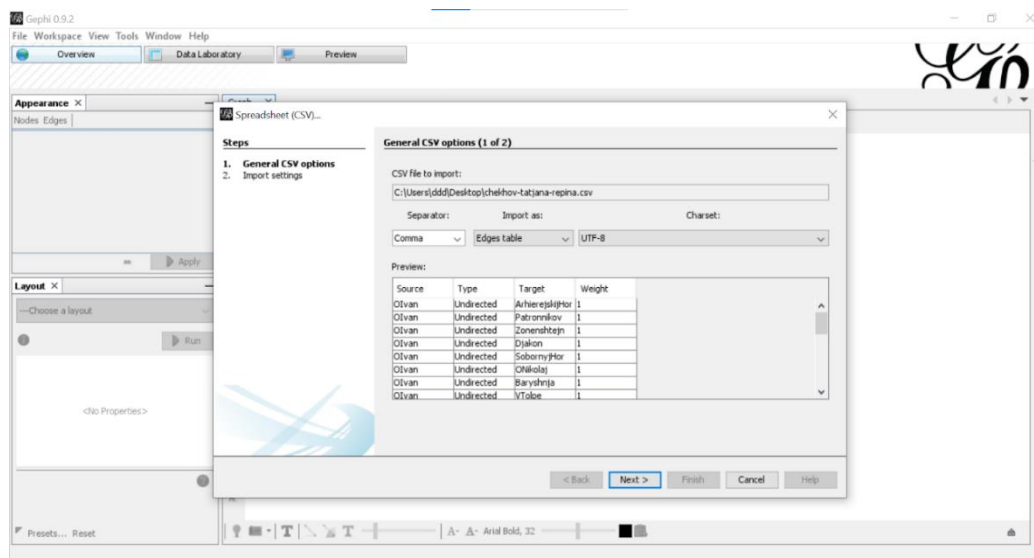 Gephi 0.9.2
File Workspace View Tools Window Help
Overview Data Laboratory Preview
Appearance
Nodes Edges
Apply
Layout
---Choose a layout
Run
<No Properties>
Presets... Reset
Spreadsheet (CSV)...
Steps
1. General CSV options
2. Import settings
General CSV options (1 of 2)
CSV file to import:
C:\Users\ddd\Desktop\chekhov-tatjana-repina.csv
Separator: Import as: Charset:
Comma Edges table UTF-8
Preview:
Source Type Target Weight
OIvan Undirected ArhierejskijHor 1
OIvan Undirected Patronnikov 1
OIvan Undirected Zonenshtejn 1
OIvan Undirected Djakon 1
OIvan Undirected SobornyjHor 1
OIvan Undirected ONikolaj 1
OIvan Undirected Baryshnja 1
OIvan Undirected VTolpe 1
< Back Next > Finish Cancel Help
T T A- A- Arial Bold, 32